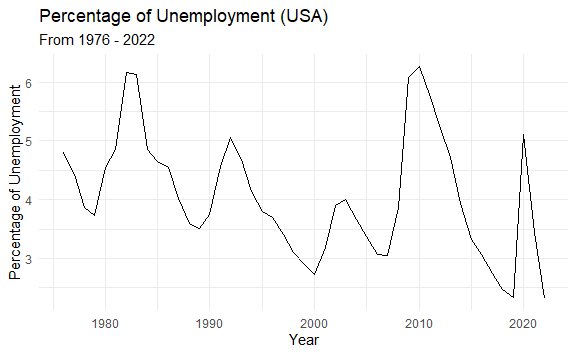 Percentage of Unemployment (USA)
From 1976 - 2022
Percentage of Unemployment
6
5
4
3
1980 1990 2000 2010 2020
Year